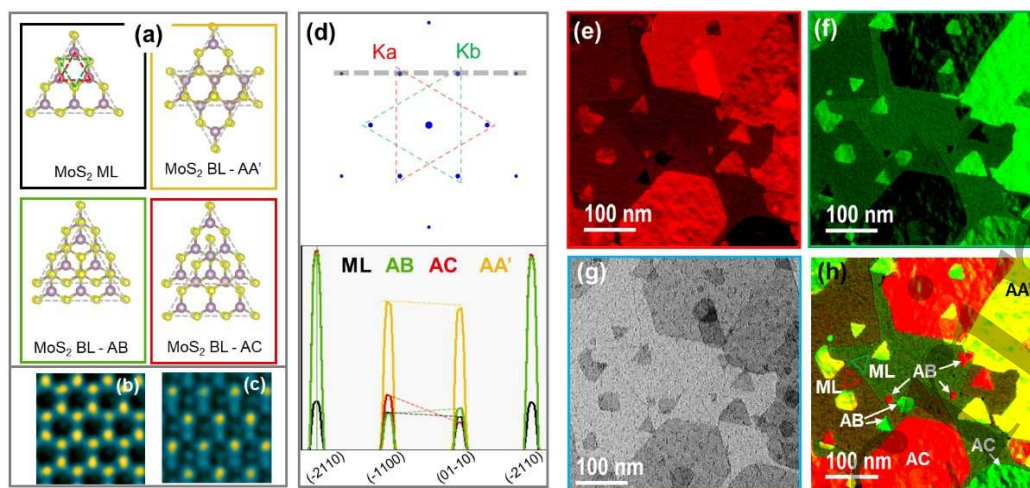 (a)
MoS2 ML
MoS2 BL - AA'
MoS2 BL - AB
MoS2 BL - AC
(b)
(c)
(d)
Ka
Kb
ML AB AC AA'
(-2110)
(-1100)
(01-10)
(-2110)
(e)
100 nm
(f)
100 nm
(g)
100 nm
(h)
AA'
ML
ML
AB
AB
AC
AC
100 nm